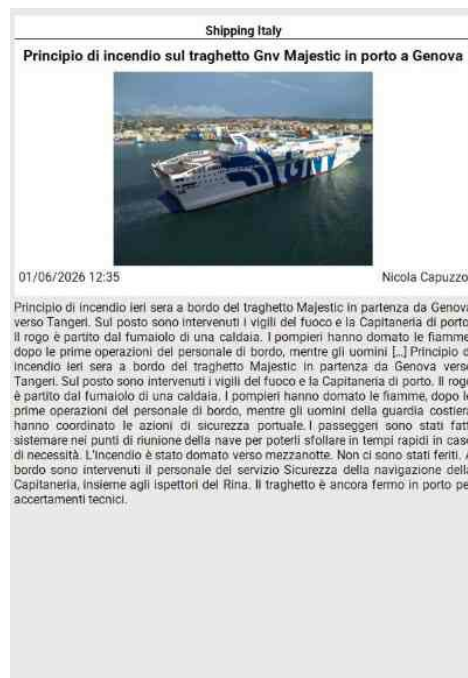 Shipping Italy
Principio di incendio sul traghetto Gnv Majestic in porto a Genova
GNV
01/06/2026 12:35
Nicola Capuzzo
Principio di incendio ieri sera a bordo del traghetto Majestic in partenza da Genova
verso Tangeri. Sul posto sono intervenuti i vigili del fuoco e la Capitaneria di porto.
Il rogo è partito dal fumaiolo di una caldaia. I pompieri hanno domato le fiamme,
dopo le prime operazioni del personale di bordo, mentre gli uomini [...] Principio d
incendio ieri sera a bordo del traghetto Majestic in partenza da Genova verso
Tangeri. Sul posto sono intervenuti i vigili del fuoco e la Capitaneria di porto. Il rogo
è partito dal fumaiolo di una caldaia. I pompieri hanno domato le fiamme, dopo le
prime operazioni del personale di bordo, mentre gli uomini della guardia costiera
hanno coordinato le azioni di sicurezza portuale. I passeggeri sono stati fatt
sistemare nei punti di riunione della nave per poterli sfollare in tempi rapidi in caso
di necessità. L'incendio è stato domato verso mezzanotte. Non ci sono stati feriti. A
bordo sono intervenuti il personale del servizio Sicurezza della navigazione della
Capitaneria, insieme agli ispettori del Rina. Il traghetto è ancora fermo in porto pe
accertamenti tecnici.